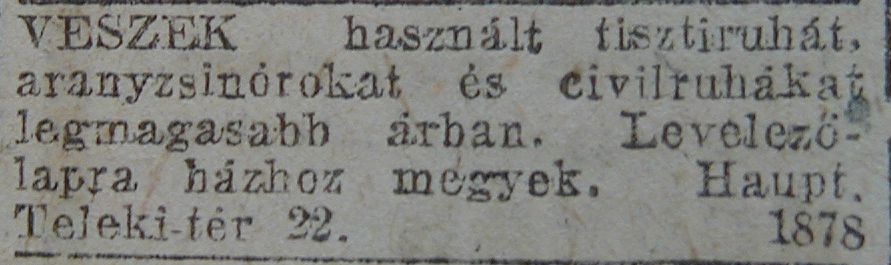 VESZEK használt tisztiruhát,
aranyzsinórokat és civilruhákat
legmagasabb árban. Levelező-
lapra házhoz megyek. Haupt.
Teleki-tér 22. 1878